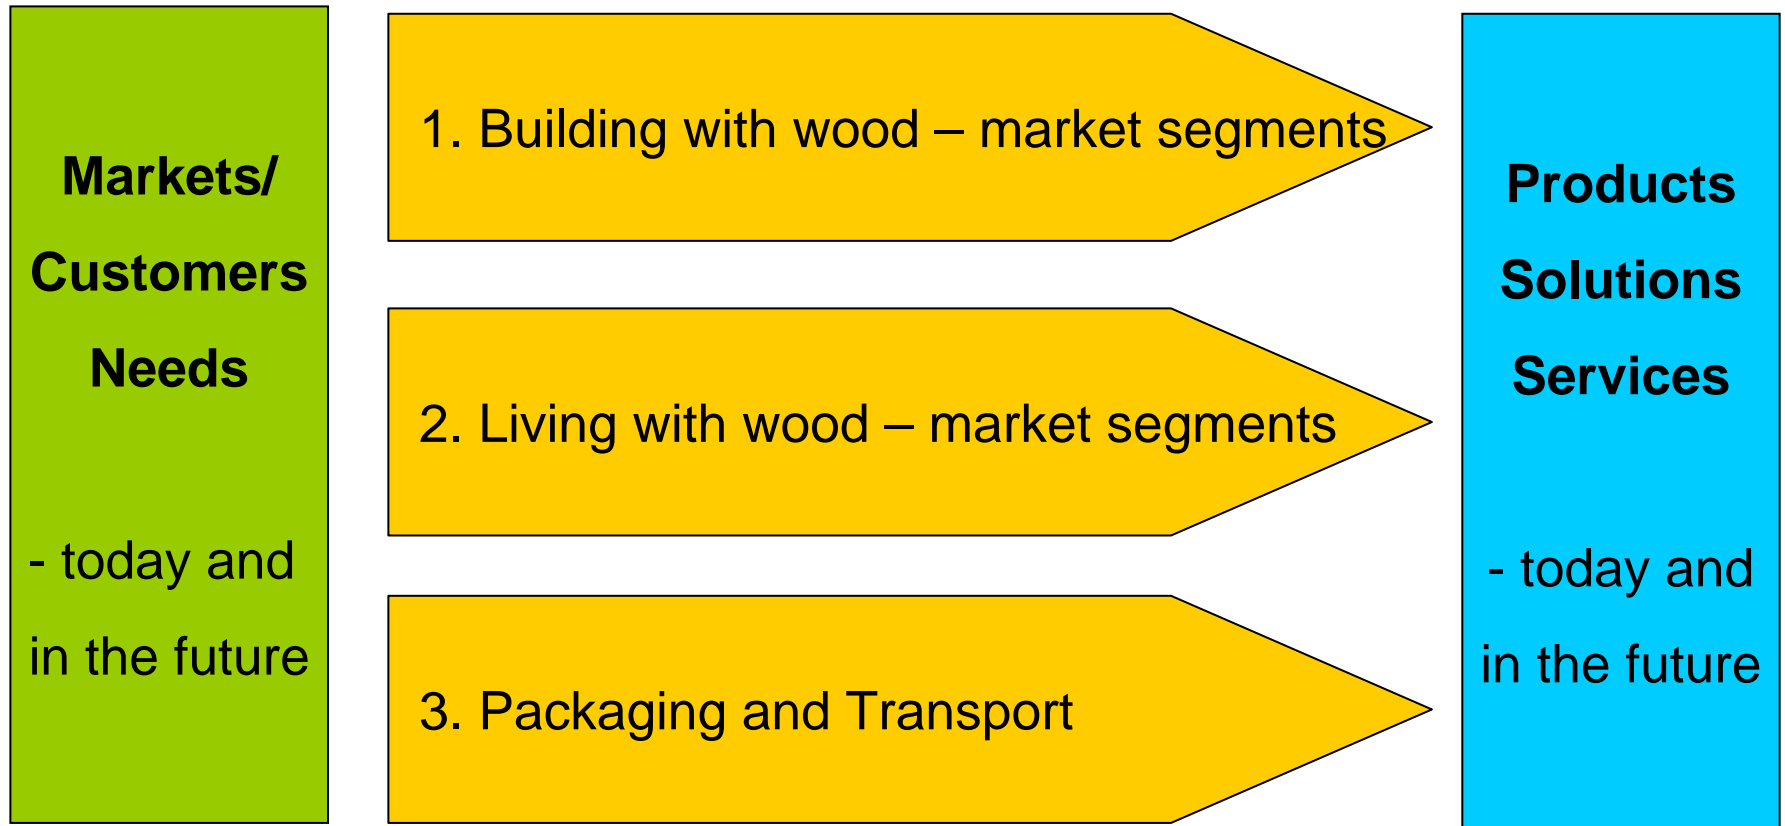 Markets/
Customers
Needs
- today and
in the future
1. Building with wood – market segments
2. Living with wood – market segments
3. Packaging and Transport
Products
Solutions
Services
- today and
in the future